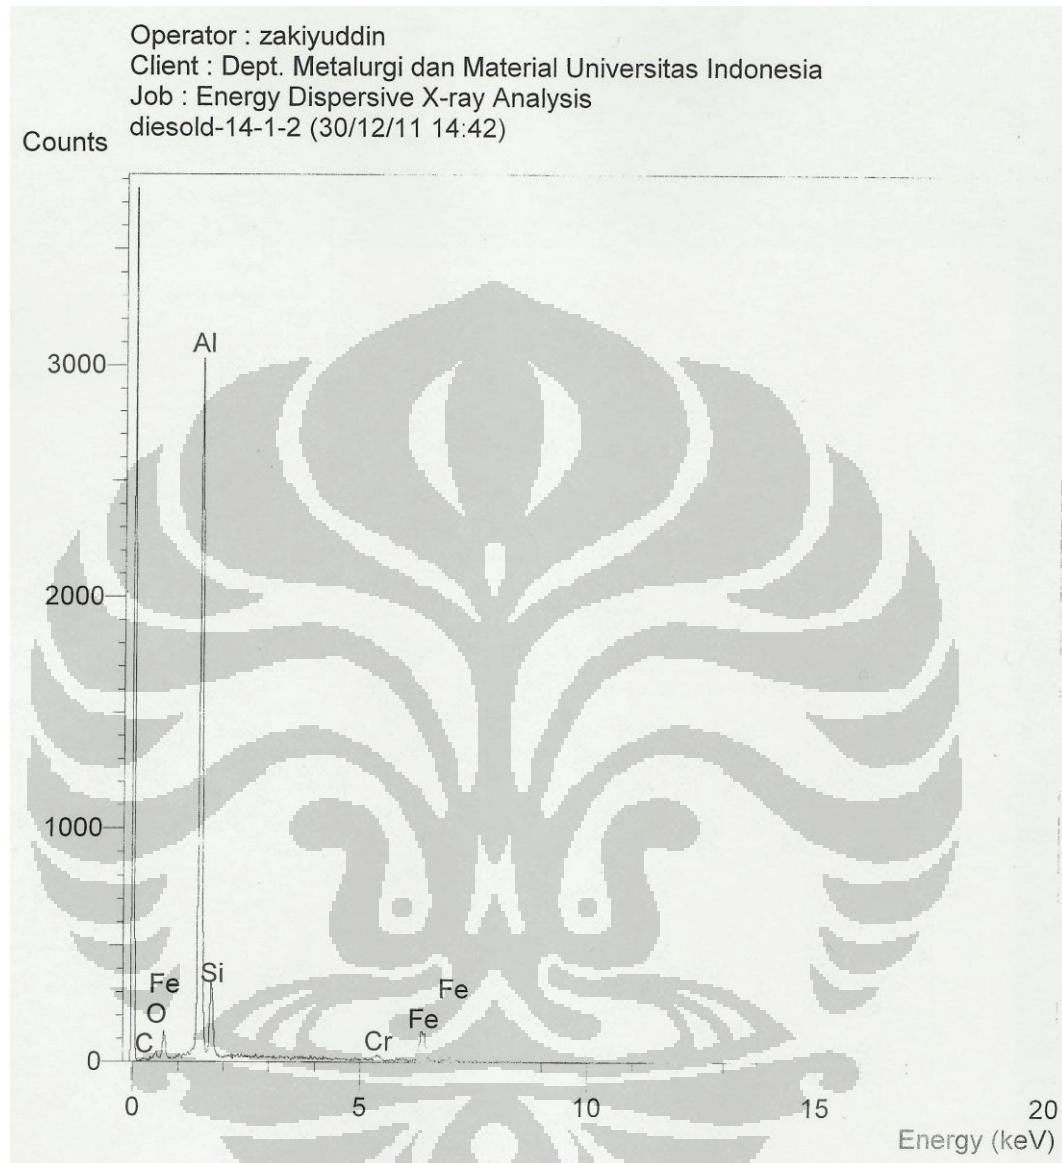 Operator : zakiyuddin
Client : Dept. Metalurgi dan Material Universitas Indonesia
Job : Energy Dispersive X-ray Analysis
diesold-14-1-2 (30/12/11 14:42)
Counts
Al
3000
2000
1000
Fe
Si
O
C
Fe
Fe
Cr
0
0
5
10
15
20
Energy (keV)